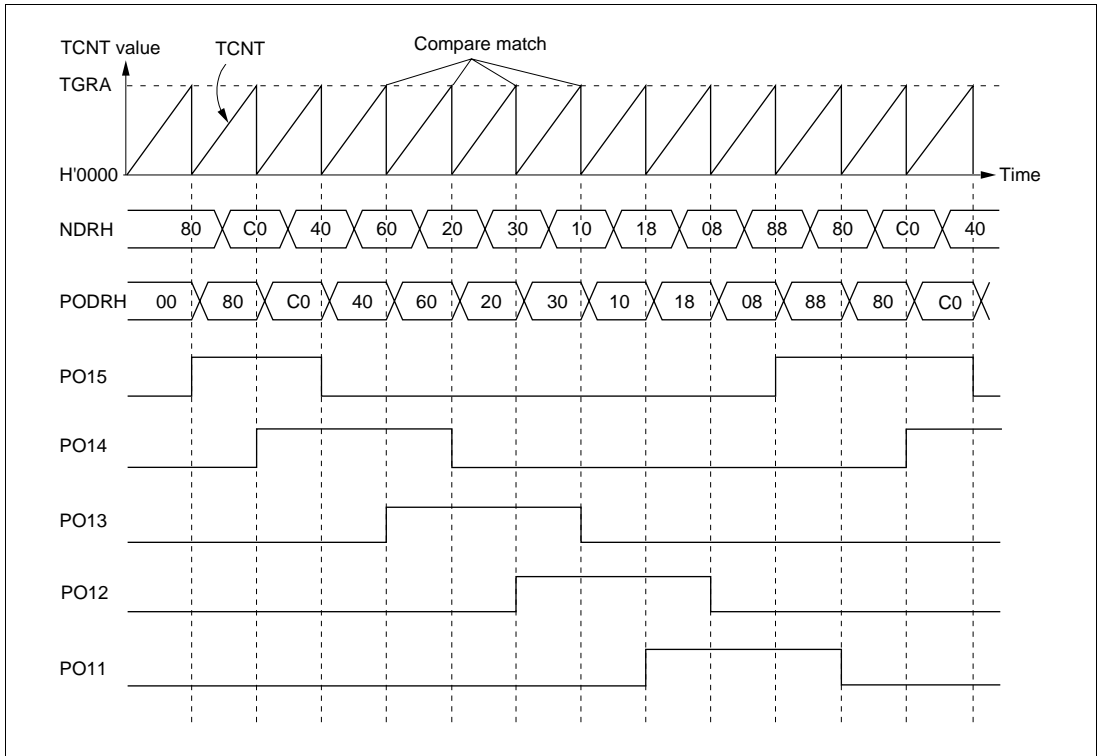 TCNT value
TCNT
Compare match
TGRA
H'0000
Time
NDRH 80 C0 40 60 20 30 10 18 08 88 80 C0 40
PODRH 00 80 C0 40 60 20 30 10 18 08 88 80 C0
PO15
PO14
PO13
PO12
PO11